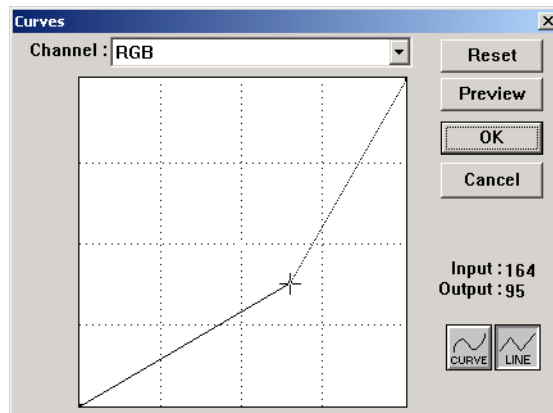 Curves
Channel : RGB
Reset
Preview
OK
Cancel
Input : 164
Output : 95
CURVE
LINE